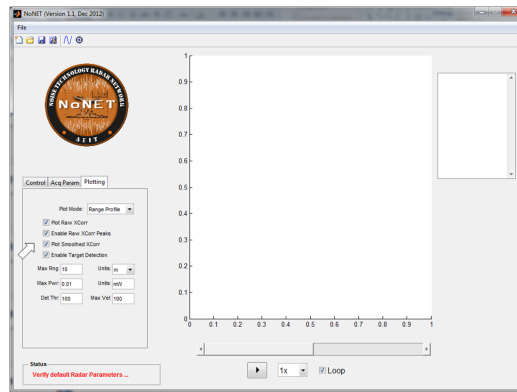 NoNET (Version 1.1, Dec 2012)
File
NOISE TECHNOLOGY RADAR NETWORK
NoNET
AFIT
Control Acq Param Plotting
Plot Mode: Range Profile
Plot Raw XCorr
Enable Raw XCorr Peaks
Plot Smoothed XCorr
Enable Target Detection
Max Rng: 10 Units: m
Max Pwr: 0.01 Units: mW
Det Thr: 100 Max Vel: 100
Status
Verify default Radar Parameters ...
1
0.9
0.8
0.7
0.6
0.5
0.4
0.3
0.2
0.1
0
0 0.1 0.2 0.3 0.4 0.5 0.6 0.7 0.8 0.9 1
1x Loop